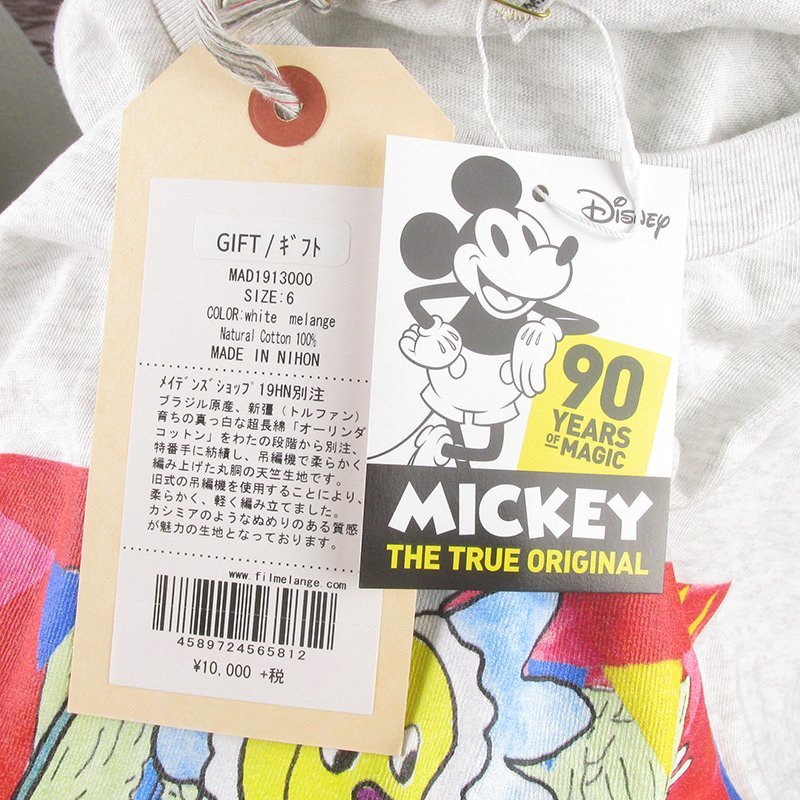 GIFT/ギフト
MAD1913000
SIZE:6
COLOR:white melange
Natural Cotton 100%
MADE IN NIHON
メイデンズショップ19HN別注
ブラジル原産、新疆（トルファン）
育ちの真っ白な超長綿「オーリンダ
コットン」をわたの段階から別注、
特番手に紡績し、吊編機で柔らかく
編み上げた丸胴の天竺生地です。
旧式の吊編機を使用することにより、
柔らかく、軽く編み立てました。
カシミアのようなぬめりのある質感
が魅力の生地となっております。
www.filmelange.com
4589724565812
¥10,000 +税
Disney
90
YEARS
OF MAGIC
MICKEY
THE TRUE ORIGINAL